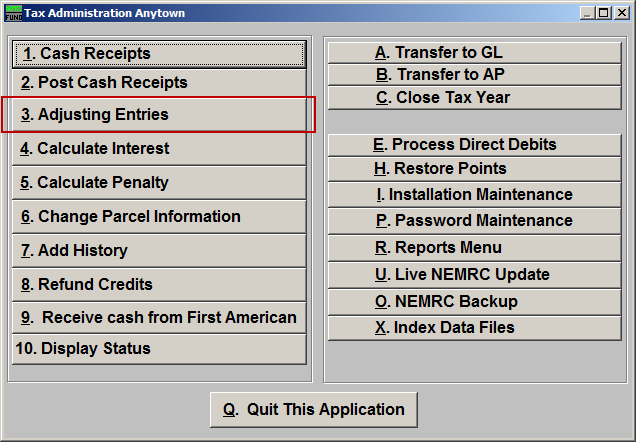 FUND
Tax Administration Anytown
1. Cash Receipts
2. Post Cash Receipts
3. Adjusting Entries
4. Calculate Interest
5. Calculate Penalty
6. Change Parcel Information
7. Add History
8. Refund Credits
9. Receive cash from First American
10. Display Status
A. Transfer to GL
B. Transfer to AP
C. Close Tax Year
E. Process Direct Debits
H. Restore Points
I. Installation Maintenance
P. Password Maintenance
R. Reports Menu
U. Live NEMRC Update
O. NEMRC Backup
X. Index Data Files
Q. Quit This Application